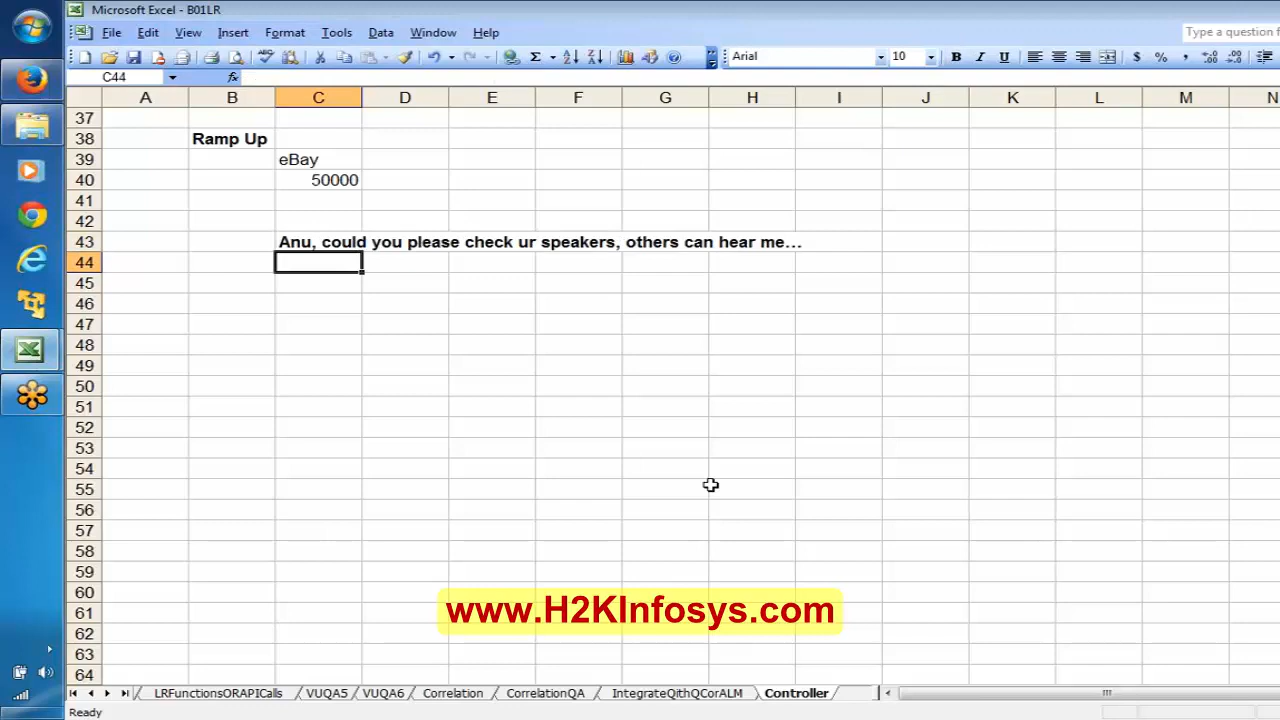 Microsoft Excel - B01LR
File Edit View Insert Format Tools Data Window Help
Type a question f
Arial 10 B I U $ % ,
C44 fx
A B C D E F G H I J K L M N
37
38 Ramp Up
39 eBay
40 50000
41
42
43 Anu, could you please check ur speakers, others can hear me...
44
45
46
47
48
49
50
51
52
53
54
55
56
57
58
59
60
61
62
63
64
www.H2KInfosys.com
LRFunctionsORAPICalls VUQA5 VUQA6 Correlation CorrelationQA IntegrateQithQCorALM Controller
Ready